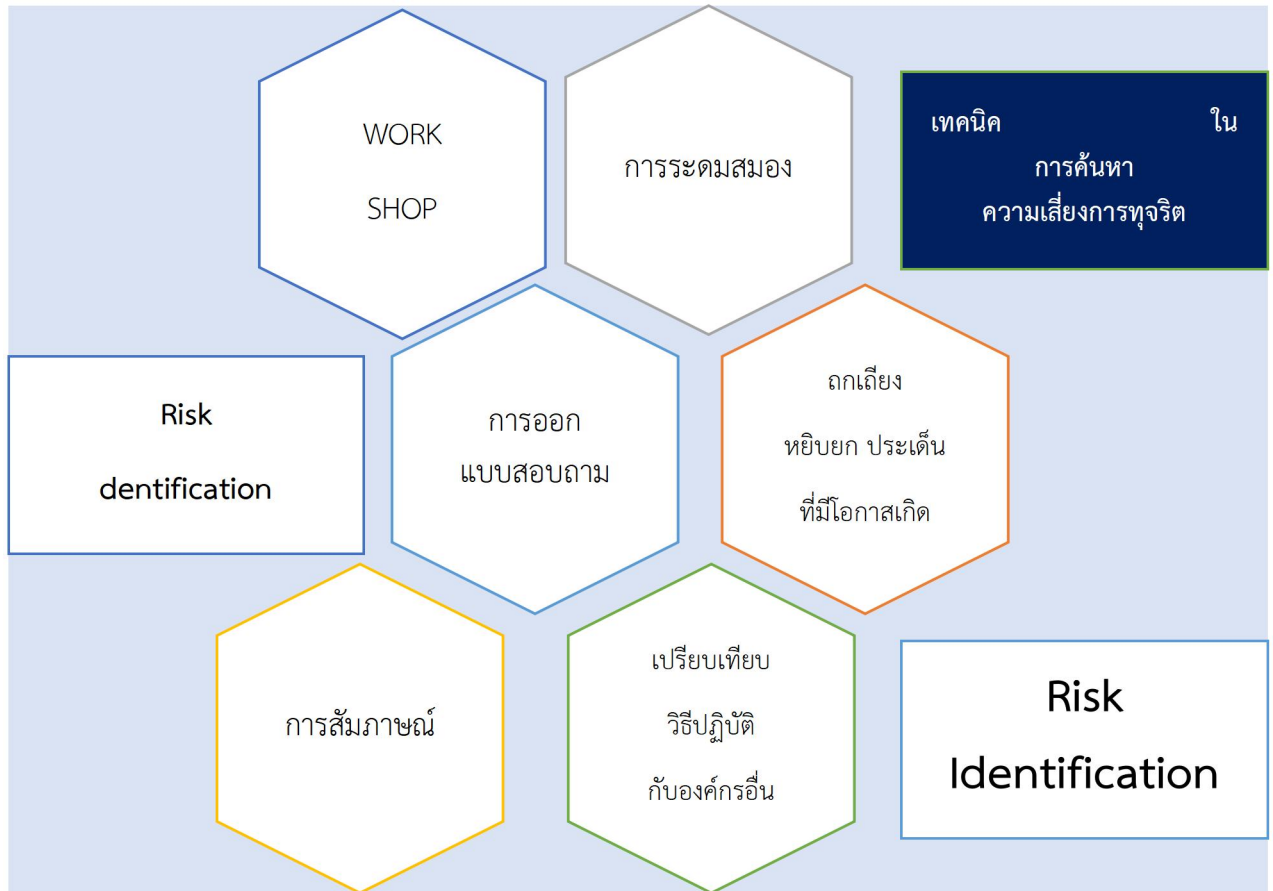 WORK
SHOP
การระดมสมอง
เทคนิค ใน
การค้นหา
ความเสี่ยงการทุจริต
Risk
dentification
การออก
แบบสอบถาม
ถกเถียง
หยิบยก ประเด็น
ที่มีโอกาสเกิด
การสัมภาษณ์
เปรียบเทียบ
วิธีปฏิบัติ
กับองค์กรอื่น
Risk
Identification